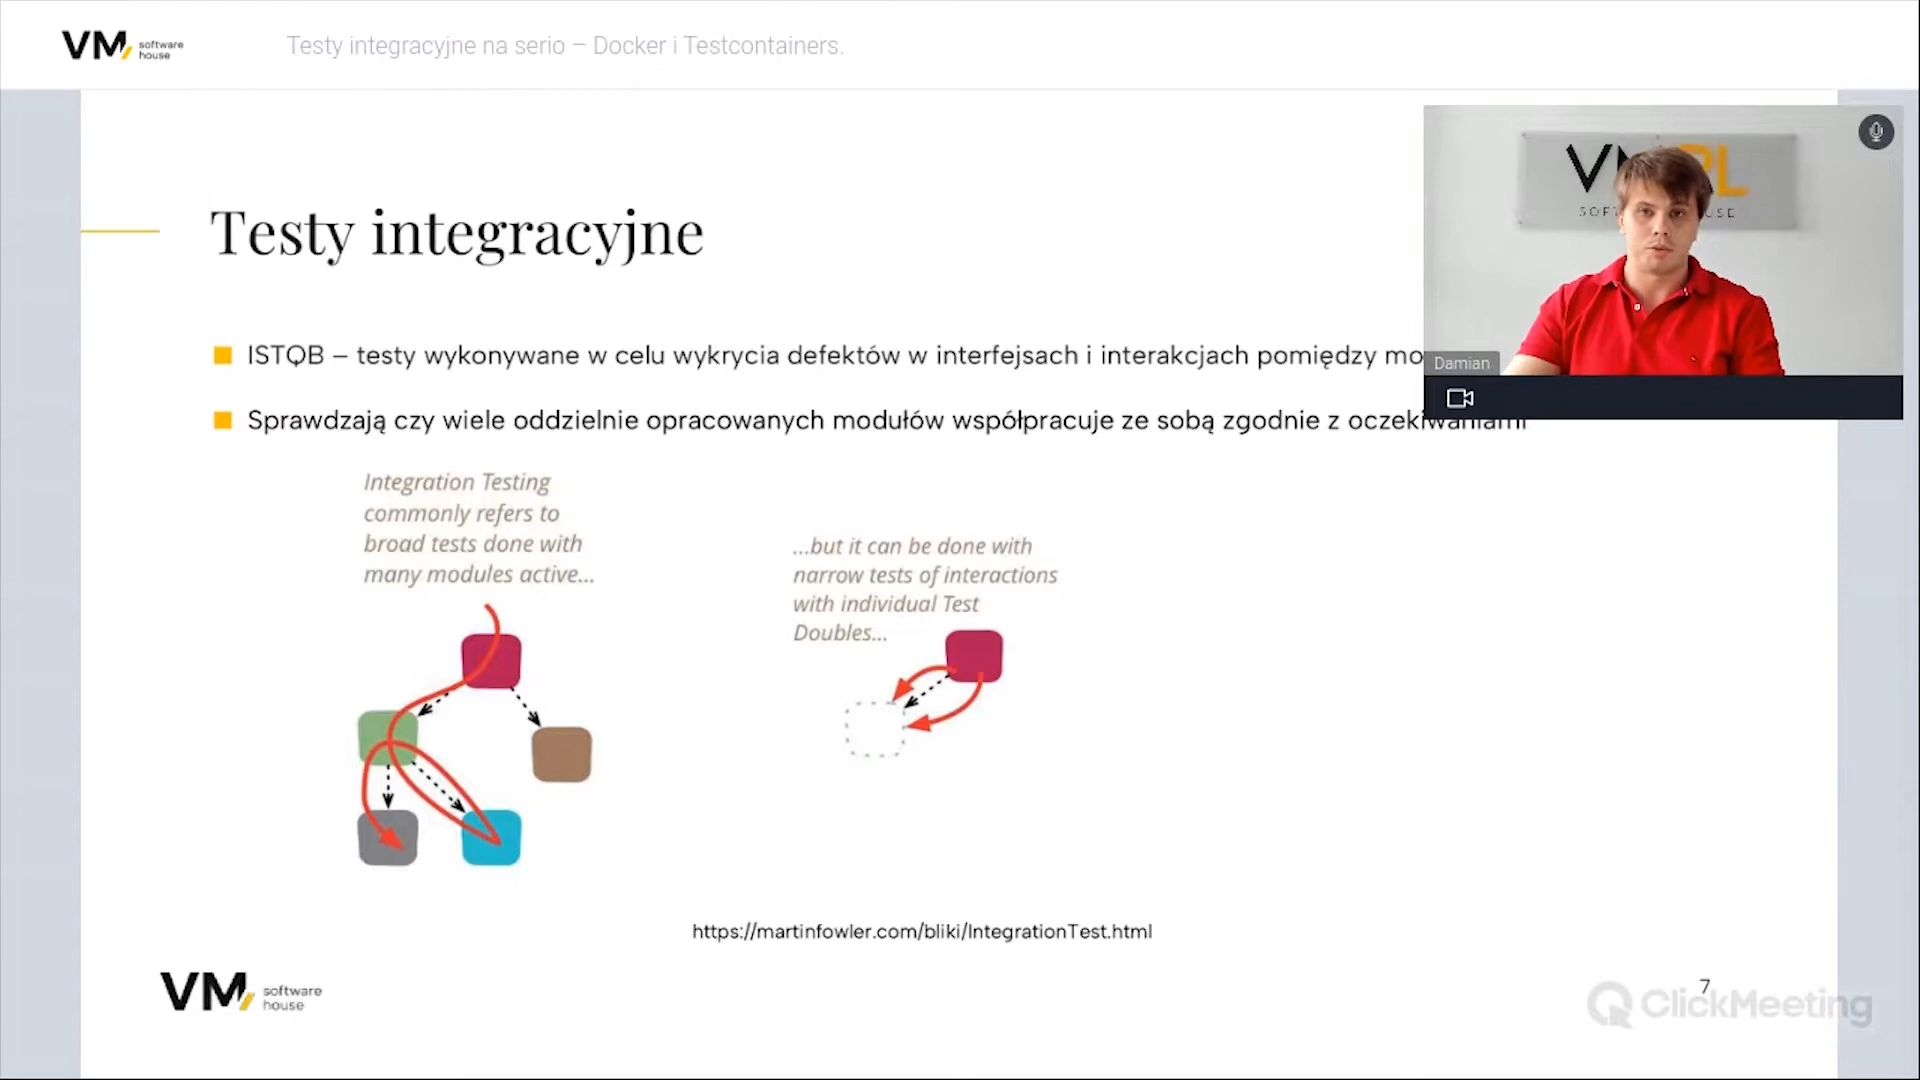 VM software house
Testy integracyjne na serio – Docker i Testcontainers.
Testy integracyjne
ISTQB – testy wykonywane w celu wykrycia defektów w interfejsach i interakcjach pomiędzy
Sprawdzają czy wiele oddzielnie opracowanych modułów współpracuje ze sobą zgodnie z oczekiwaniami
Damian
Integration Testing
commonly refers to
broad tests done with
many modules active...
...but it can be done with
narrow tests of interactions
with individual Test
Doubles...
https://martinfowler.com/bliki/IntegrationTest.html
VM software house
7
ClickMeeting